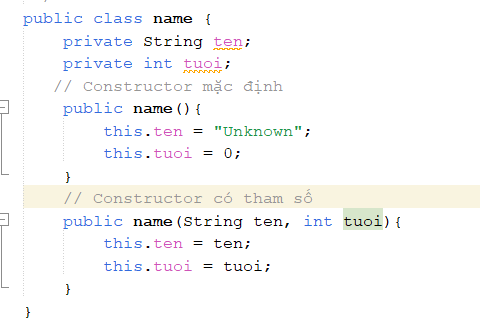 public class name {
private String ten;
private int tuoi;
// Constructor mặc định
public name(){
this.ten = "Unknown";
this.tuoi = 0;
}
// Constructor có tham số
public name(String ten, int tuoi){
this.ten = ten;
this.tuoi = tuoi;
}
}